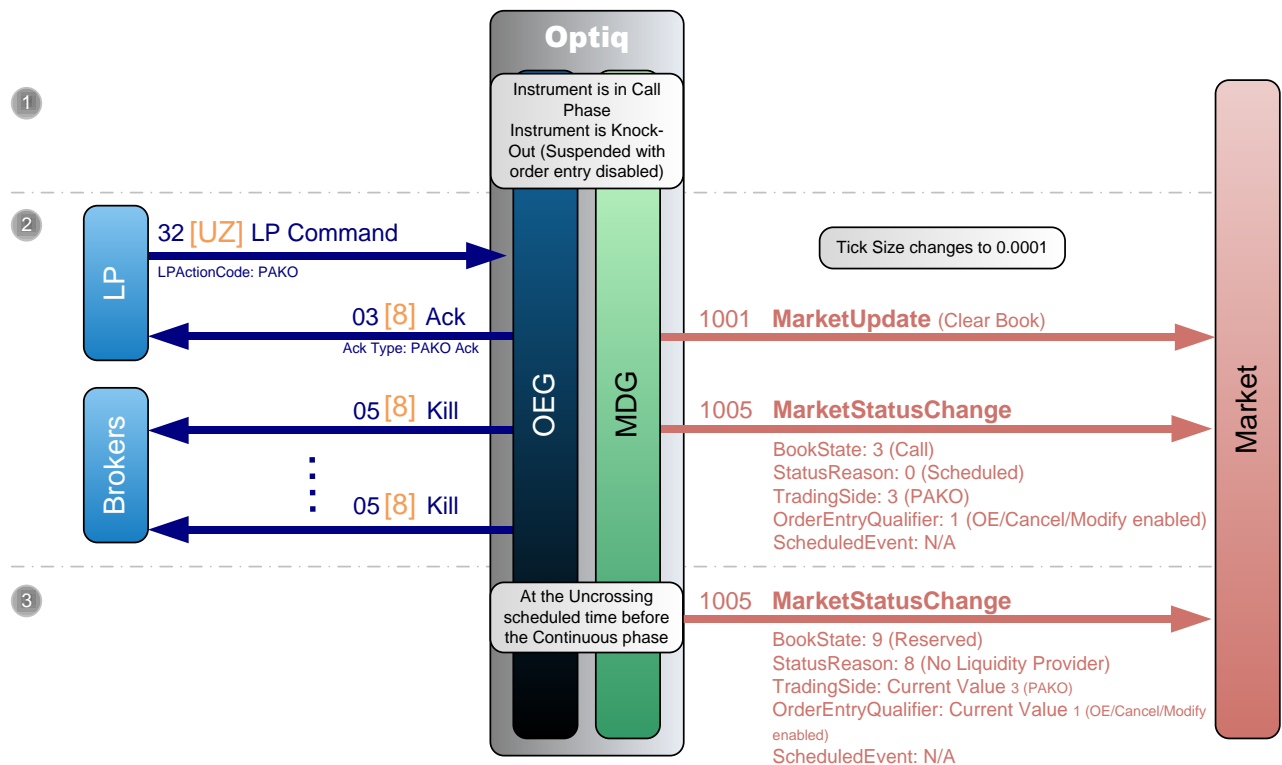 Optiq
1
Instrument is in Call
Phase
Instrument is Knock-
Out (Suspended with
order entry disabled)
2
LP
32 [UZ] LP Command
LPActionCode: PAKO
Tick Size changes to 0.0001
03 [8] Ack
Ack Type: PAKO Ack
1001 MarketUpdate (Clear Book)
OEG
MDG
Market
Brokers
05 [8] Kill
05 [8] Kill
1005 MarketStatusChange
BookState: 3 (Call)
StatusReason: 0 (Scheduled)
TradingSide: 3 (PAKO)
OrderEntryQualifier: 1 (OE/Cancel/Modify enabled)
ScheduledEvent: N/A
3
At the Uncrossing
scheduled time before
the Continuous phase
1005 MarketStatusChange
BookState: 9 (Reserved)
StatusReason: 8 (No Liquidity Provider)
TradingSide: Current Value 3 (PAKO)
OrderEntryQualifier: Current Value 1 (OE/Cancel/Modify
enabled)
ScheduledEvent: N/A